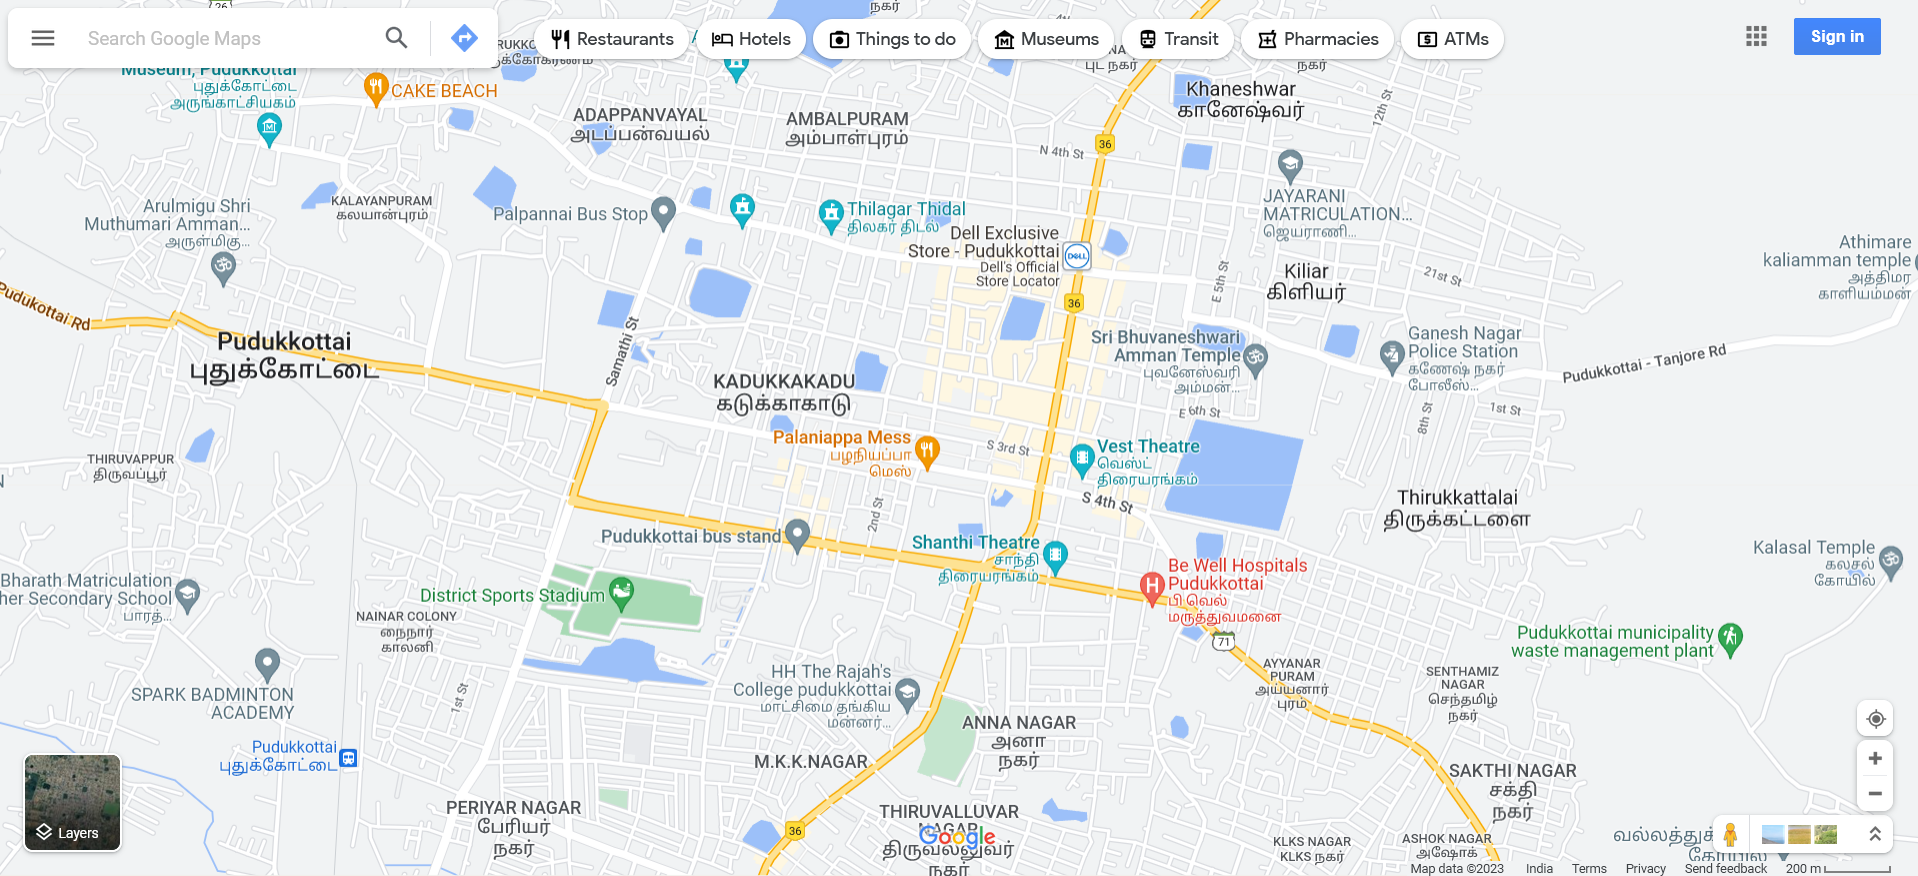 Search Google Maps
Restaurants
Hotels
Things to do
Museums
Transit
Pharmacies
ATMs
Sign in
நகர்
நகர்
Museum, Pudukkottai
புதுக்கோட்டை
அருங்காட்சியகம்
CAKE BEACH
ADAPPANVAYAL
அடப்பன்வயல்
AMBALPURAM
அம்பாள்புரம்
Khaneshwar
கானேஷ்வர்
12th St
36
N 4th St
JAYARANI
MATRICULATION...
ஜெயராணி...
KALAYANPURAM
கலயான்புரம்
Arulmigu Shri
Muthumari Amman...
அருள்மிகு...
Palpannai Bus Stop
Thilagar Thidal
திலகர் திடல்
Dell Exclusive
Store - Pudukkottai
Dell's Official
Store Locator
DELL
36
E 5th St
Kiliar
கிளியர்
21st St
Athimare
kaliamman temple
அத்திமர
காளியம்மன்
Pudukottai Rd
Pudukkottai
புதுக்கோட்டை
Samathi St
Sri Bhuvaneshwari
Amman Temple
புவனேஸ்வரி
அம்மன்...
Ganesh Nagar
Police Station
கணேஷ் நகர்
போலீஸ்...
Pudukkottai - Tanjore Rd
KADUKKAKADU
கடுக்காகாடு
E 6th St
1st St
8th St
Palaniappa Mess
பழநியப்பா
மெஸ்
S 3rd St
Vest Theatre
வெஸ்ட்
திரையரங்கம்
THIRUVAPPUR
திருவப்பூர்
S 4th St
Thirukkattalai
திருக்கட்டளை
2nd St
Pudukkottai bus stand
Shanthi Theatre
சாந்தி
திரையரங்கம்
Be Well Hospitals
Pudukkottai
பி வெல்
மருத்துவமனை
Kalasal Temple
கலசல்
கோயில்
Bharath Matriculation
her Secondary School
பாரத்...
District Sports Stadium
NAINAR COLONY
நைநார்
காலனி
71
Pudukkottai municipality
waste management plant
SPARK BADMINTON
ACADEMY
1st St
HH The Rajah's
College pudukkottai
மாட்சிமை தங்கிய
மன்னர்...
AYYANAR
PURAM
அய்யனார்
புரம்
SENTHAMIZ
NAGAR
செந்தமிழ்
நகர்
ANNA NAGAR
அனா
நகர்
Pudukkottai
புதுக்கோட்டை
M.K.K.NAGAR
SAKTHI NAGAR
சக்தி
நகர்
PERIYAR NAGAR
பேரியர்
நகர்
THIRUVALLUVAR
NAGAR
திருவல்லுவர்
நகர்
Google
36
KLKS NAGAR
KLKS நகர்
ASHOK NAGAR
அஷோக்
நகர்
கோயில்
Layers
Map data ©2023
India
Terms
Privacy
Send feedback
200 m